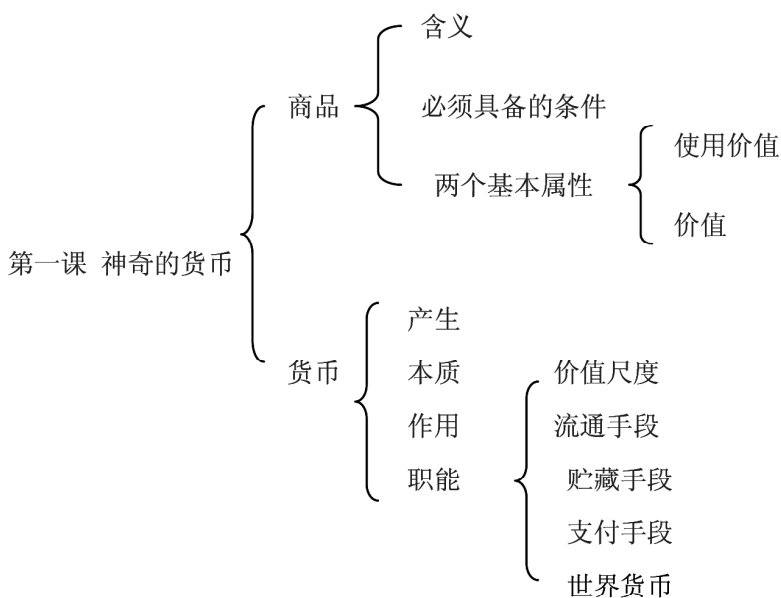 含义
商品
必须具备的条件
使用价值
两个基本属性
价值
第一课 神奇的货币
产生
货币
本质
价值尺度
作用
流通手段
职能
贮藏手段
支付手段
世界货币